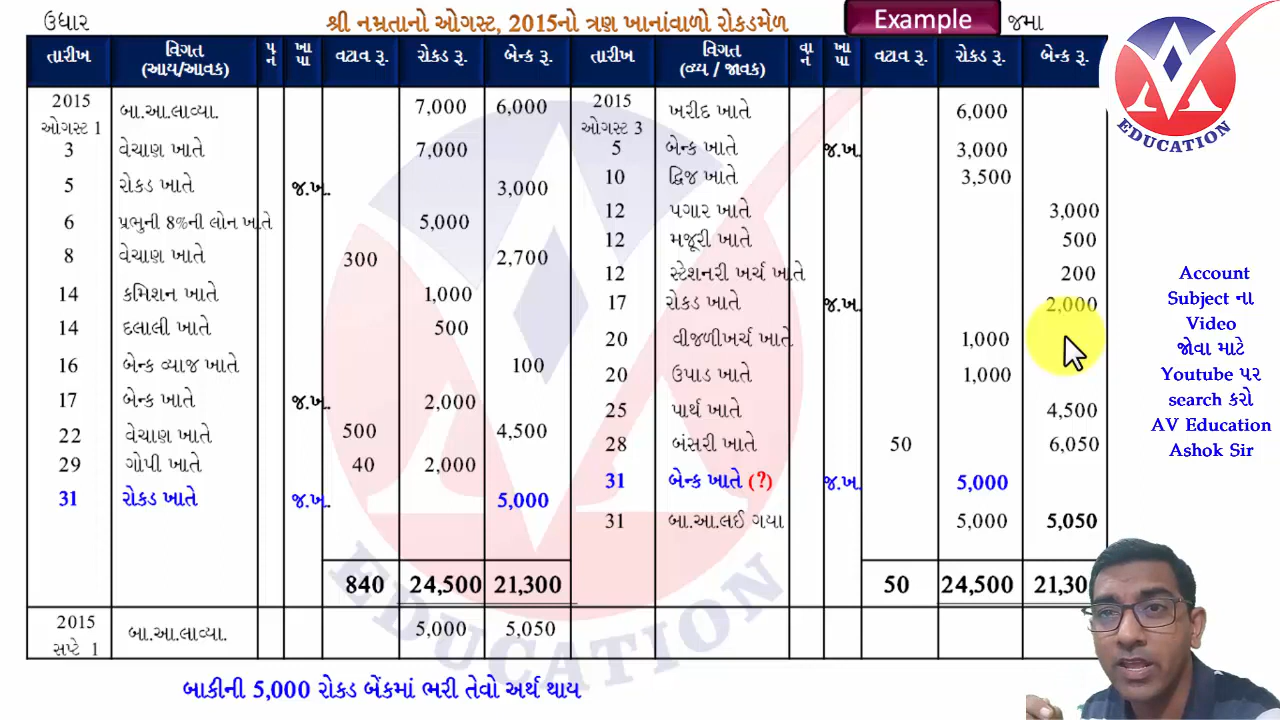 ઉધાર શ્રી નમ્રતાનો ઓગસ્ટ, 2015નો ત્રણ ખાનાંવાળો રોકડમેળ Example જમા
તારીખ વિગત (આય/આવક) પ ન ખા પા વટાવ રૂ. રોકડ રૂ. બેન્ક રૂ. તારીખ વિગત (વ્યય / જાવક) વા ન ખા પા વટાવ રૂ. રોકડ રૂ. બેન્ક રૂ.
2015 ઓગસ્ટ 1 બા.આ.લાવ્યા. 7,000 6,000 2015 ઓગસ્ટ 3 ખરીદ ખાતે 6,000
3 વેચાણ ખાતે 7,000 5 બેન્ક ખાતે જ.ખ. 3,000
5 રોકડ ખાતે જ.ખ. 3,000 10 દ્વિજ ખાતે 3,500
6 પ્રભુની 8%ની લોન ખાતે 5,000 12 પગાર ખાતે 3,000
8 વેચાણ ખાતે 300 2,700 12 મજૂરી ખાતે 500
14 કમિશન ખાતે 1,000 12 સ્ટેશનરી ખર્ચ ખાતે 200
14 દલાલી ખાતે 500 17 રોકડ ખાતે જ.ખ. 2,000
16 બેન્ક વ્યાજ ખાતે 100 20 વીજળીખર્ચ ખાતે 1,000
17 બેન્ક ખાતે જ.ખ. 2,000 20 ઉપાડ ખાતે 1,000
22 વેચાણ ખાતે 500 4,500 25 પાર્થ ખાતે 4,500
29 ગોપી ખાતે 40 2,000 28 બંસરી ખાતે 50 6,050
31 રોકડ ખાતે જ.ખ. 5,000 31 બેન્ક ખાતે (?) જ.ખ. 5,000
31 બા.આ.લઈ ગયા 5,000 5,050
840 24,500 21,300 50 24,500 21,300
2015 સપ્ટે 1 બા.આ.લાવ્યા. 5,000 5,050
બાકીની 5,000 રોકડ બેંકમાં ભરી તેવો અર્થ થાય
EDUCATION
Account
Subject ના
Video
જોવા માટે
Youtube પર
search કરો
AV Education
Ashok Sir
EDUCATION